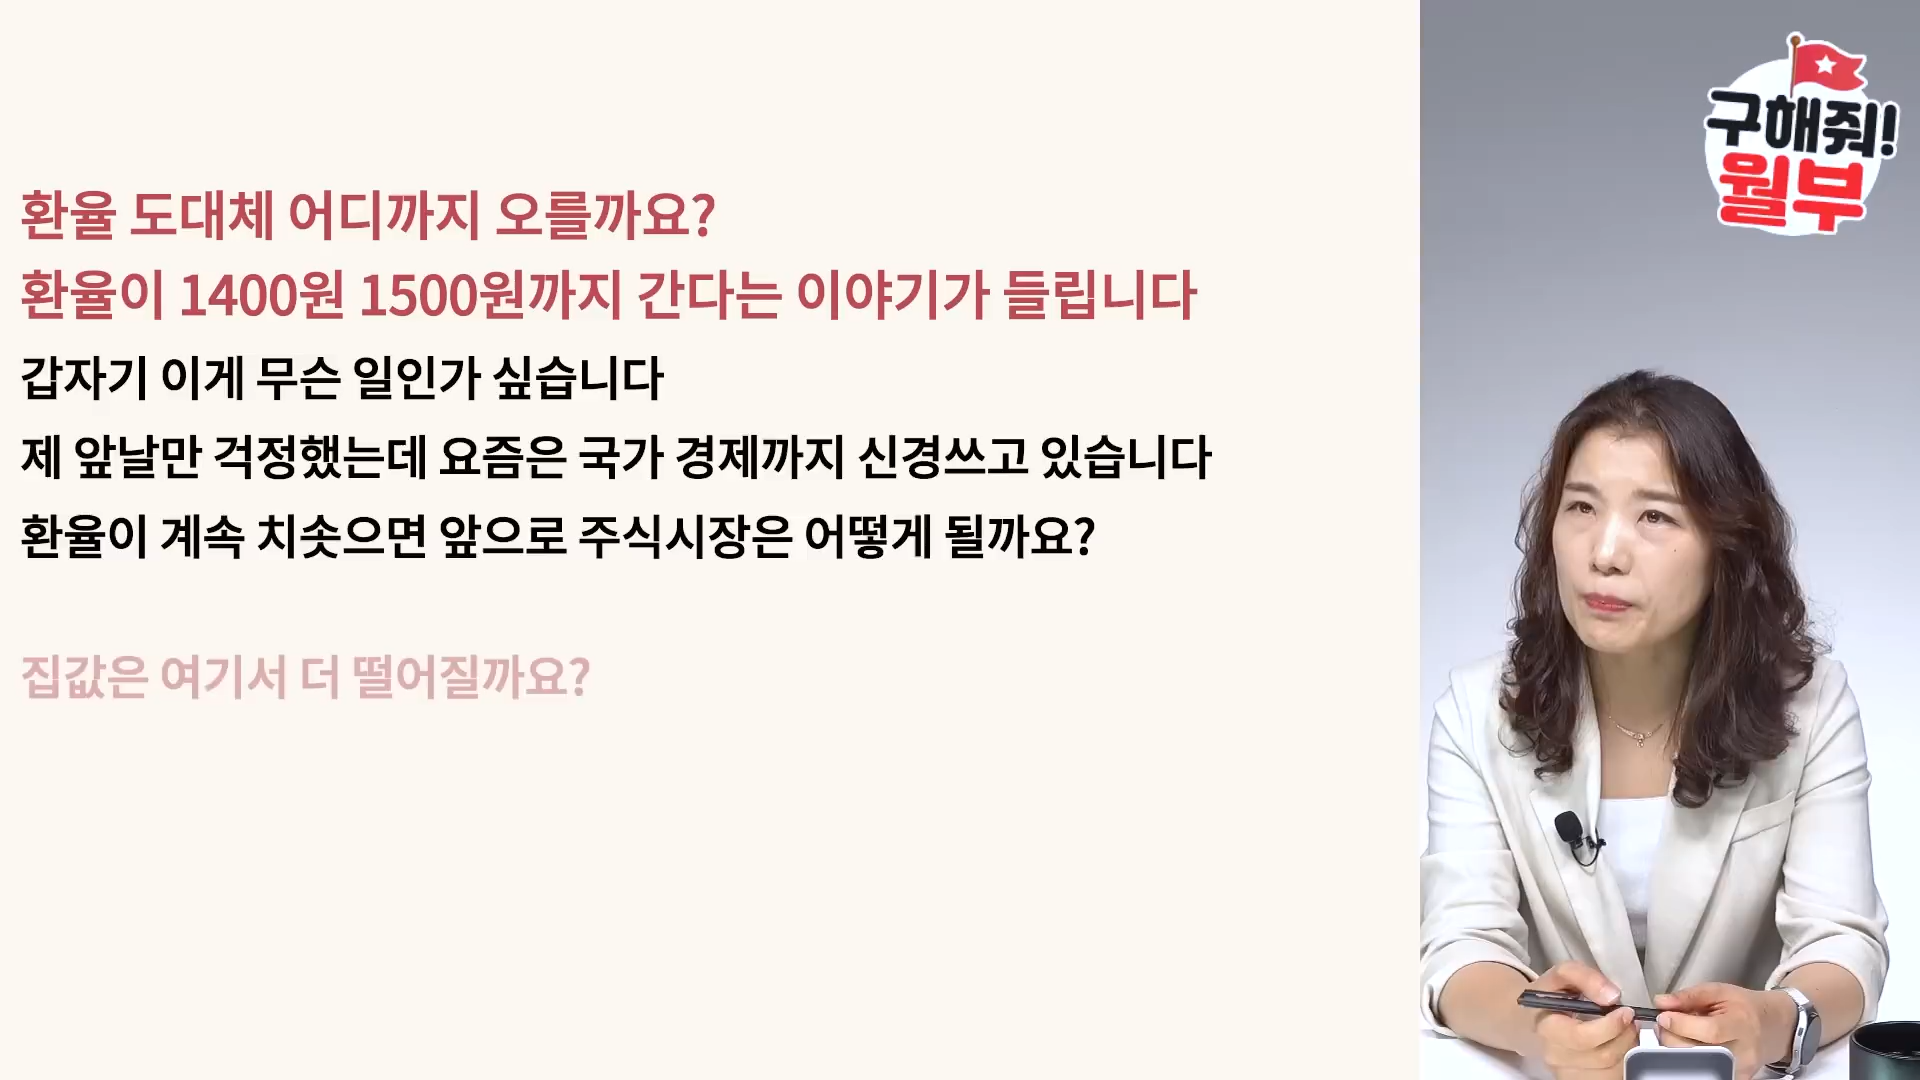 환율 도대체 어디까지 오를까요?
환율이 1400원 1500원까지 간다는 이야기가 들립니다
갑자기 이게 무슨 일인가 싶습니다
제 앞날만 걱정했는데 요즘은 국가 경제까지 신경쓰고 있습니다
환율이 계속 치솟으면 앞으로 주식시장은 어떻게 될까요?
집값은 여기서 더 떨어질까요?
구해줘!
월부